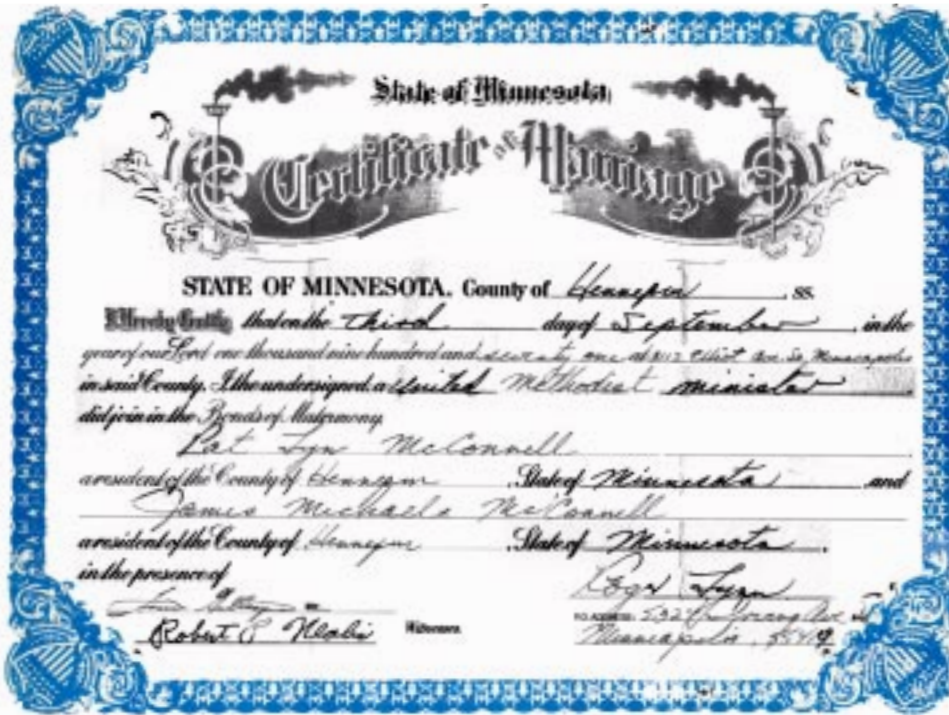 State of Minnesota
Certificate of Marriage
STATE OF MINNESOTA. County of Hennepin, SS.
I Hereby Certify that on the third day of September, in the
year of our Lord one thousand nine hundred and seventy one at Elliot Ave So, Minneapolis
in said County, I the undersigned a United Methodist minister
did join in the Bonds of Matrimony
Pat Lyn McConnell
a resident of the County of Hennepin, State of Minnesota and
James Michael McConnell
a resident of the County of Hennepin, State of Minnesota,
in the presence of
Roger Lynn
Robert
Witnesses
P.O. ADDRESS Ave
Minneapolis